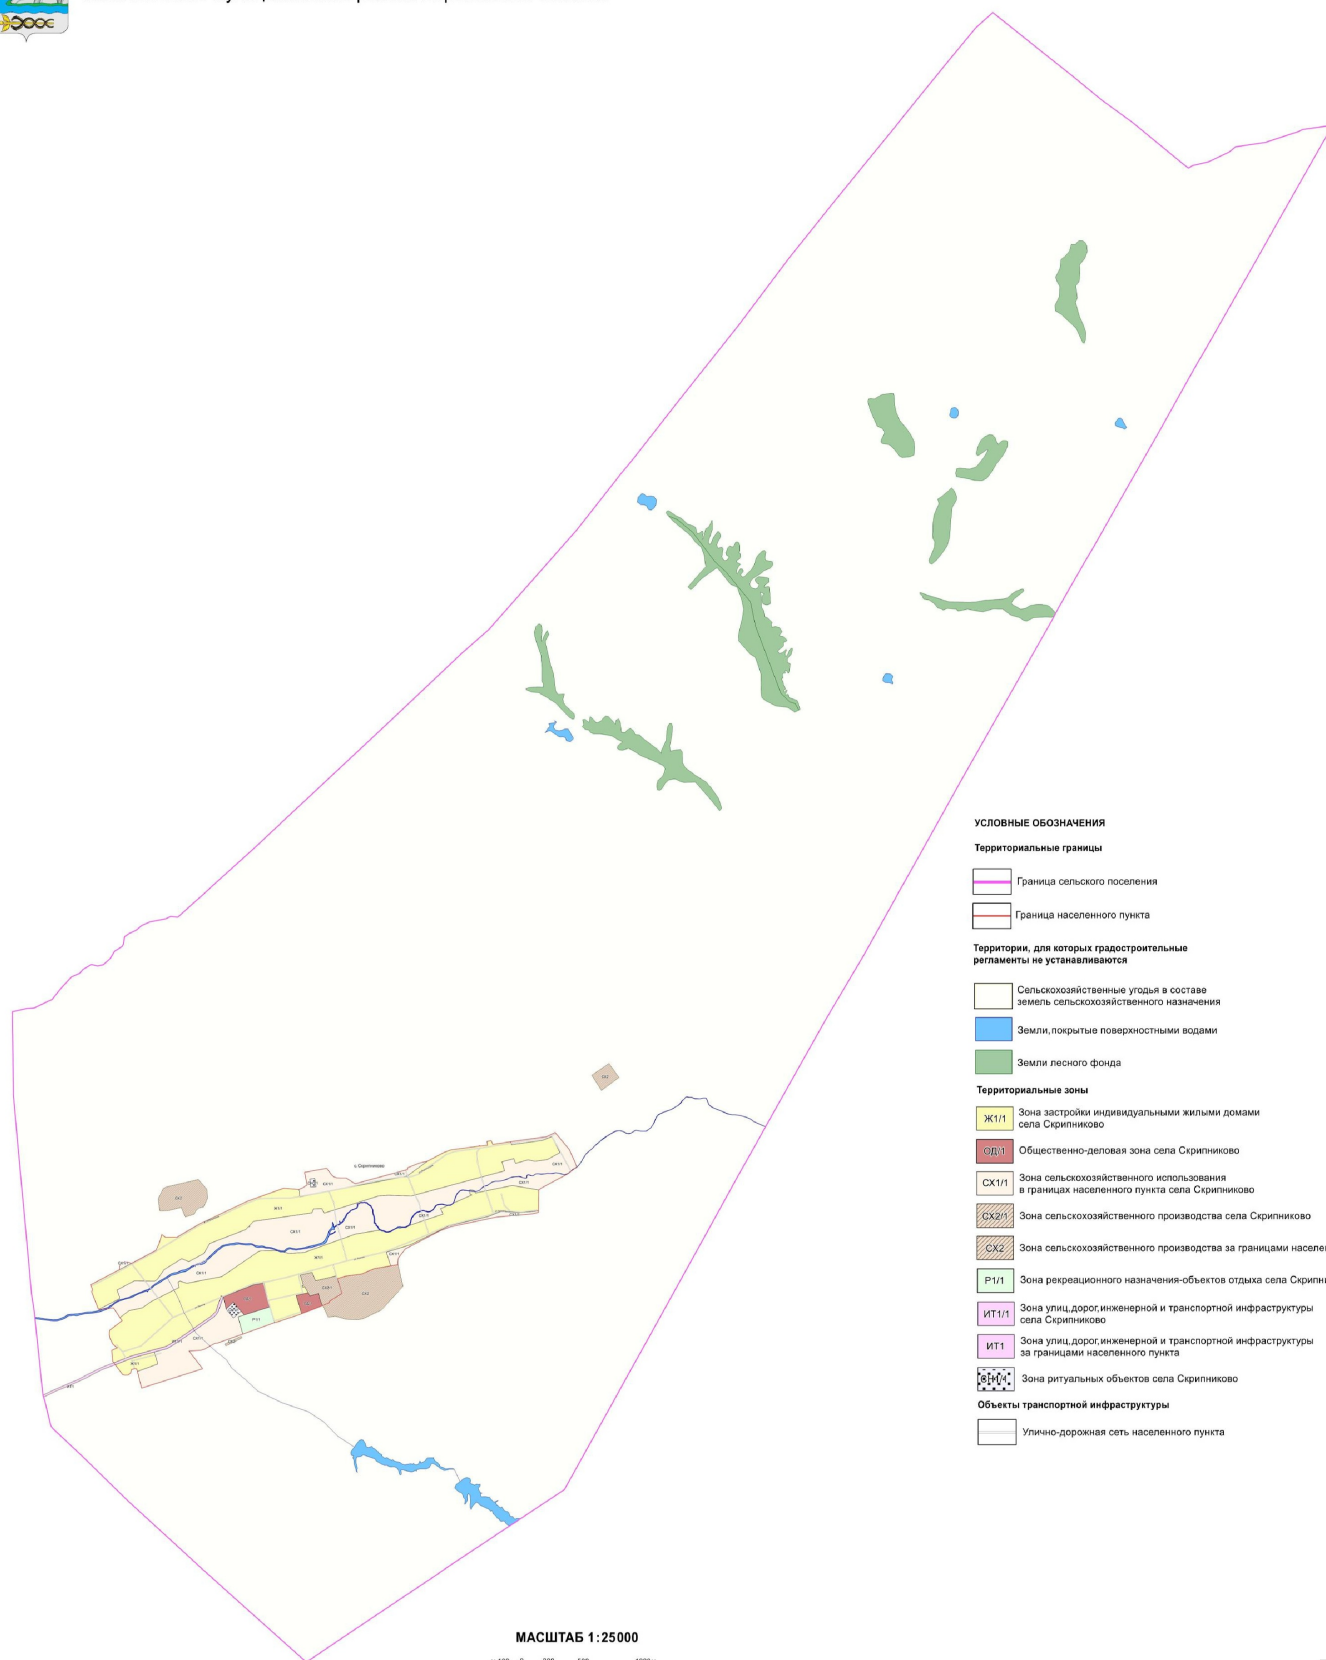 с. Скрипниково
УСЛОВНЫЕ ОБОЗНАЧЕНИЯ
Территориальные границы
Граница сельского поселения
Граница населенного пункта
Территории, для которых градостроительные
регламенты не устанавливаются
Сельскохозяйственные угодья в составе
земель сельскохозяйственного назначения
Земли, покрытые поверхностными водами
Земли лесного фонда
Территориальные зоны
Ж1/1 Зона застройки индивидуальными жилыми домами
села Скрипниково
ОД/1 Общественно-деловая зона села Скрипниково
СХ1/1 Зона сельскохозяйственного использования
в границах населенного пункта села Скрипниково
СХ2/1 Зона сельскохозяйственного производства села Скрипниково
СХ2 Зона сельскохозяйственного производства за границами населе
Р1/1 Зона рекреационного назначения-объектов отдыха села Скрипн
ИТ1/1 Зона улиц,дорог,инженерной и транспортной инфраструктуры
села Скрипниково
ИТ1 Зона улиц,дорог,инженерной и транспортной инфраструктуры
за границами населенного пункта
СН1/1 Зона ритуальных объектов села Скрипниково
Объекты транспортной инфраструктуры
Улично-дорожная сеть населенного пункта
МАСШТАБ 1:25000